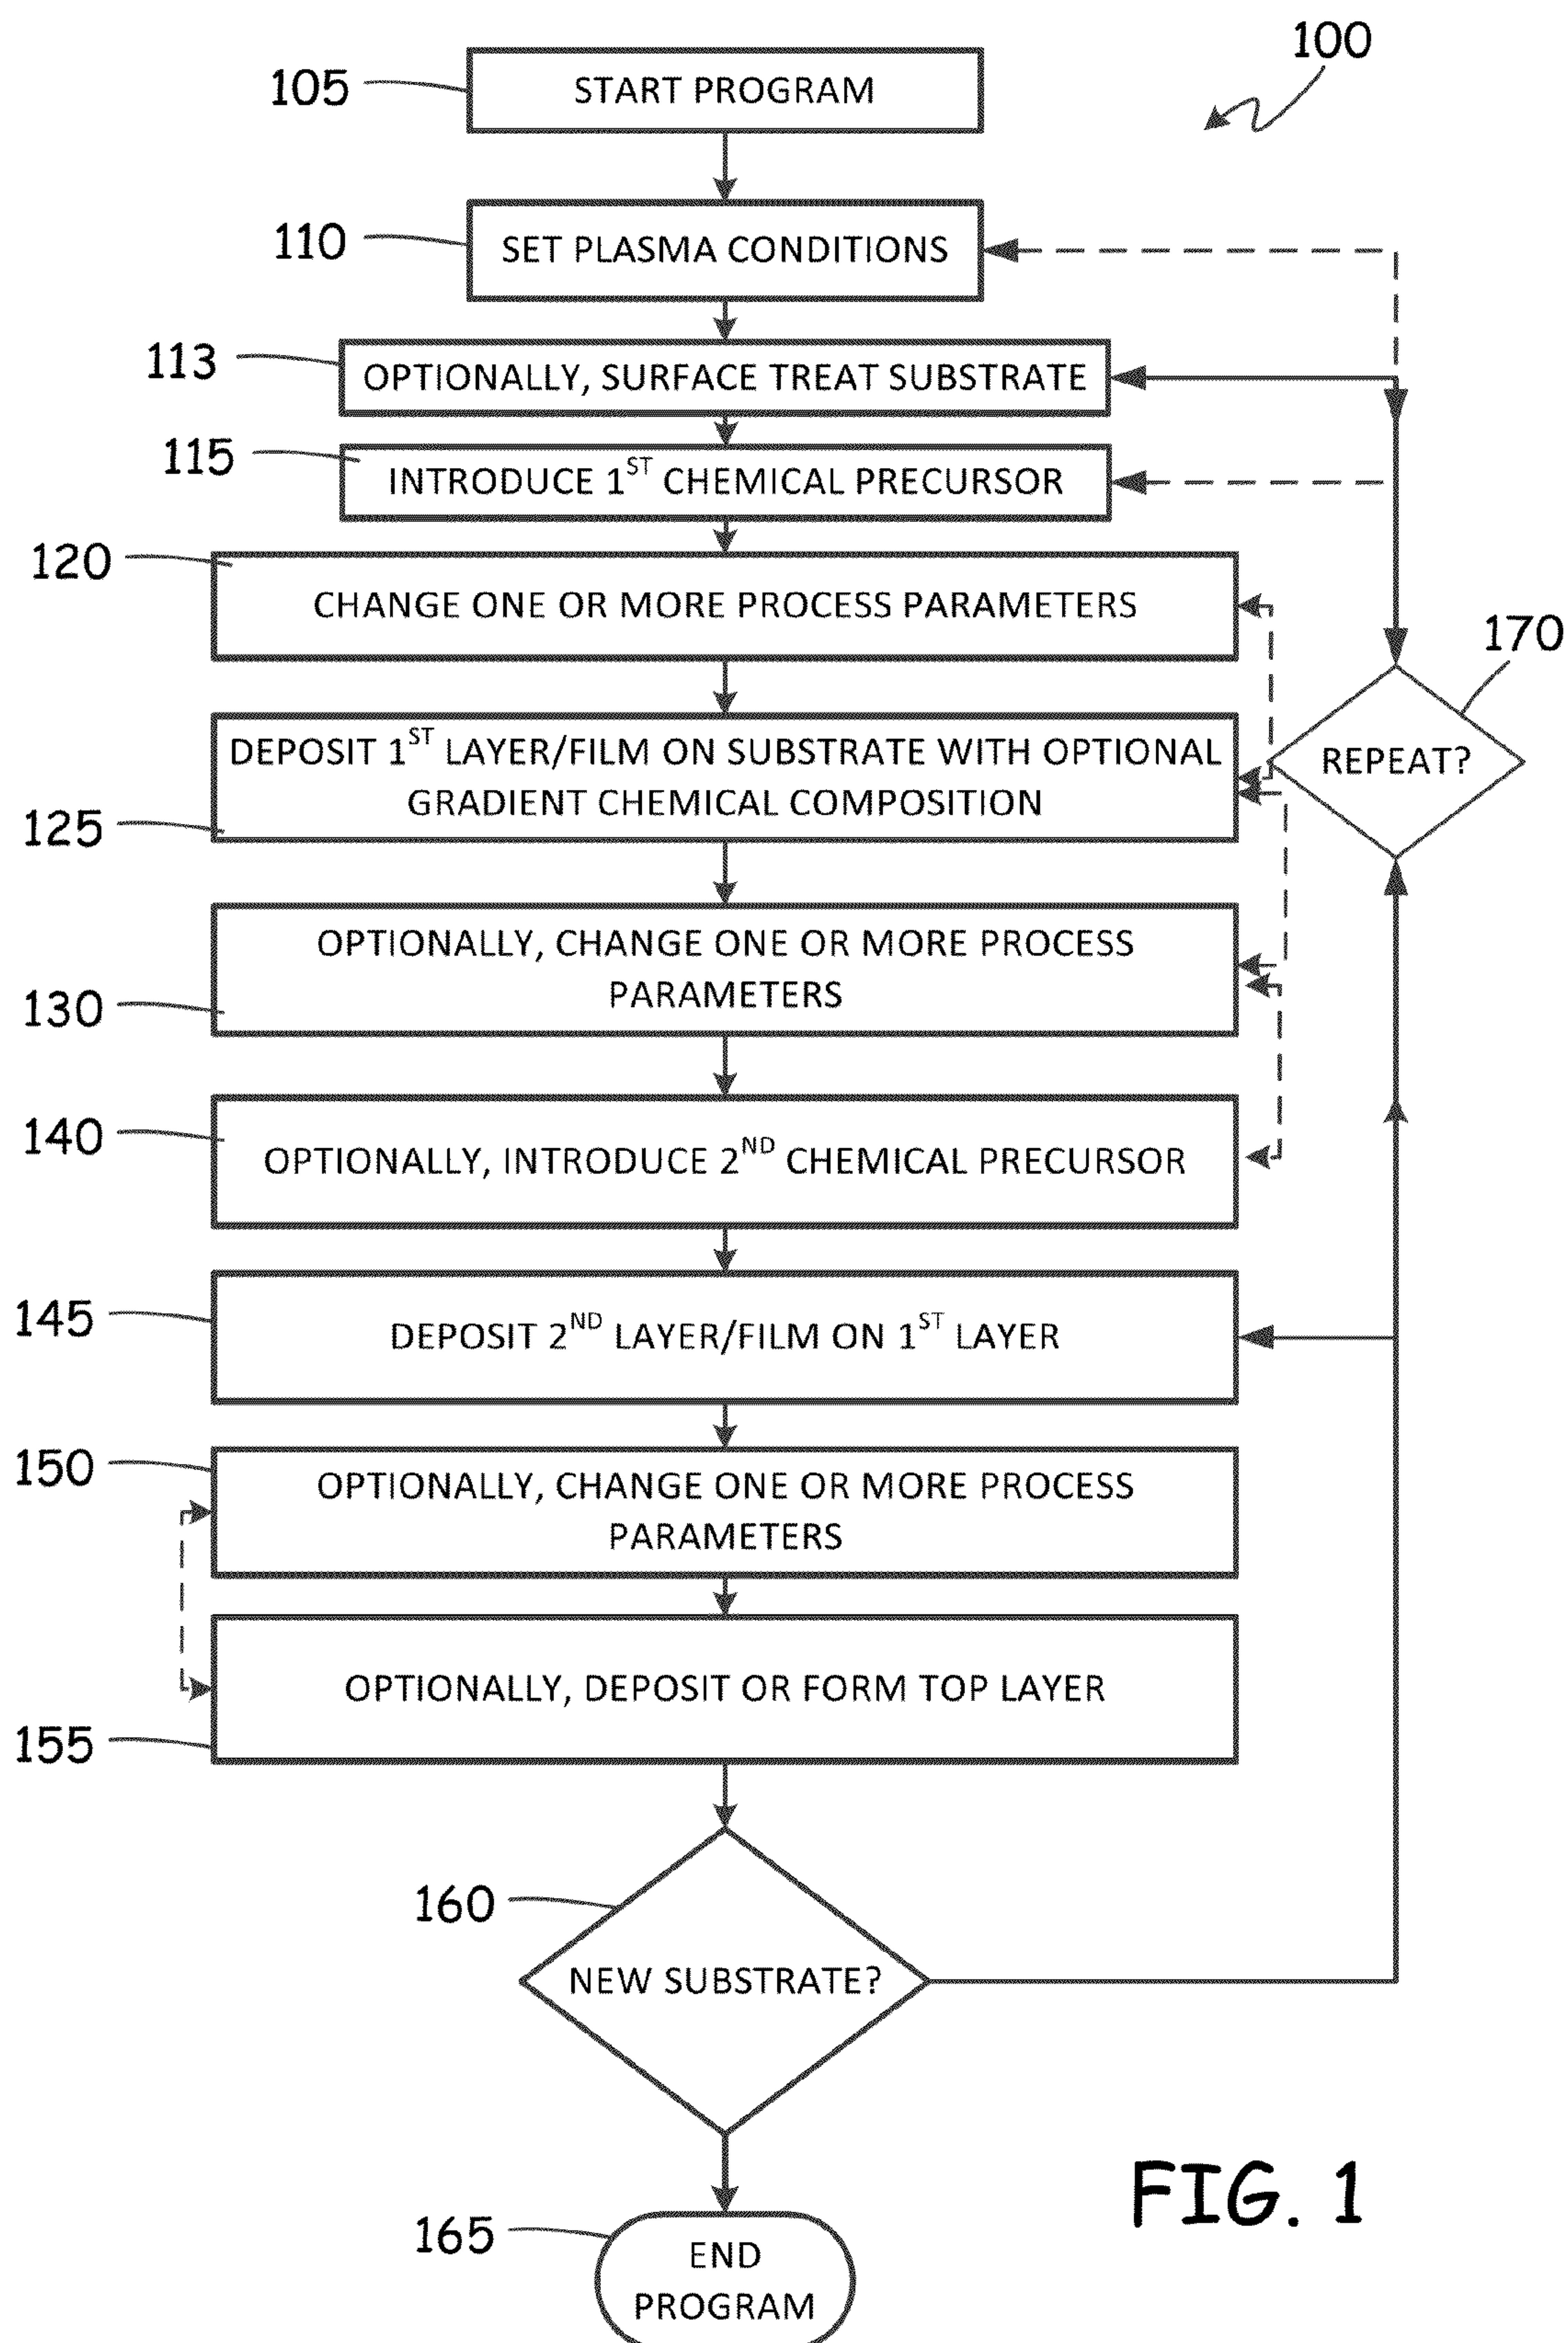 100
105
START PROGRAM
110
SET PLASMA CONDITIONS
113
OPTIONALLY, SURFACE TREAT SUBSTRATE
115
INTRODUCE 1ST CHEMICAL PRECURSOR
120
CHANGE ONE OR MORE PROCESS PARAMETERS
170
REPEAT?
DEPOSIT 1ST LAYER/FILM ON SUBSTRATE WITH OPTIONAL
GRADIENT CHEMICAL COMPOSITION
125
OPTIONALLY, CHANGE ONE OR MORE PROCESS
PARAMETERS
130
140
OPTIONALLY, INTRODUCE 2ND CHEMICAL PRECURSOR
145
DEPOSIT 2ND LAYER/FILM ON 1ST LAYER
150
OPTIONALLY, CHANGE ONE OR MORE PROCESS
PARAMETERS
OPTIONALLY, DEPOSIT OR FORM TOP LAYER
155
160
NEW SUBSTRATE?
165
END
PROGRAM
FIG. 1